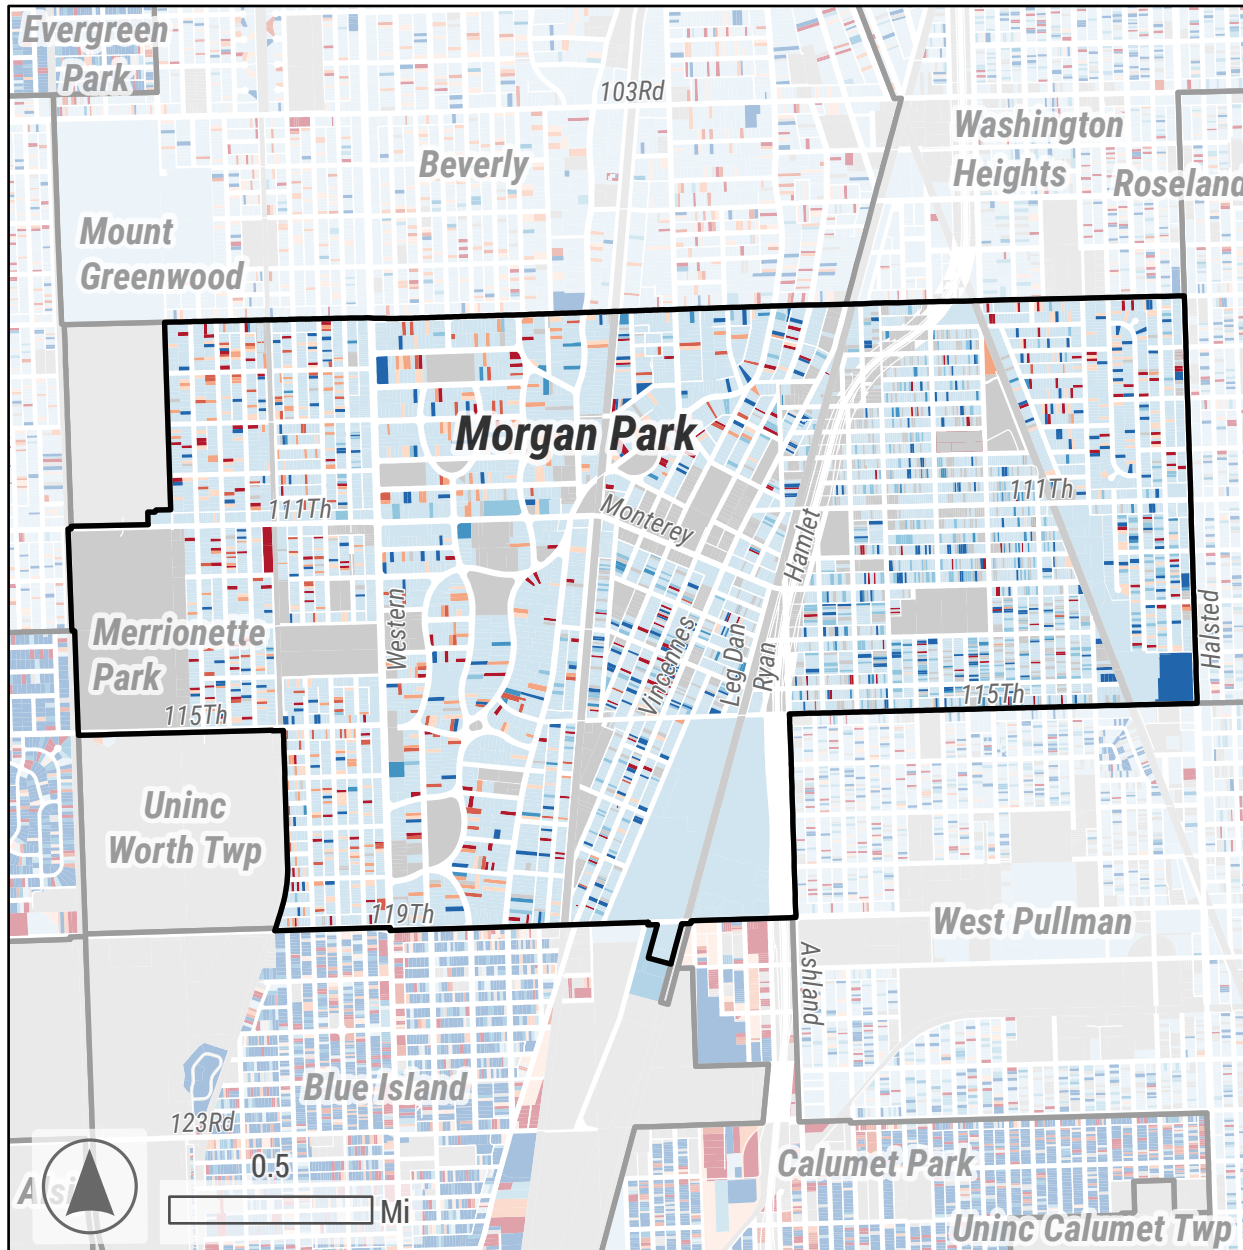 Evergreen
Park
103Rd
Washington
Heights
Beverly
Roseland
Mount
Greenwood
Morgan Park
111Th
111Th
Monterey
Hamlet
Western
Merrionette
Park
Vincennes
Leg Dan
Ryan
Halsted
115Th
115Th
Uninc
Worth Twp
119Th
West Pullman
Ashland
Blue Island
123Rd
Calumet Park
0.5
Mi
Uninc Calumet Twp